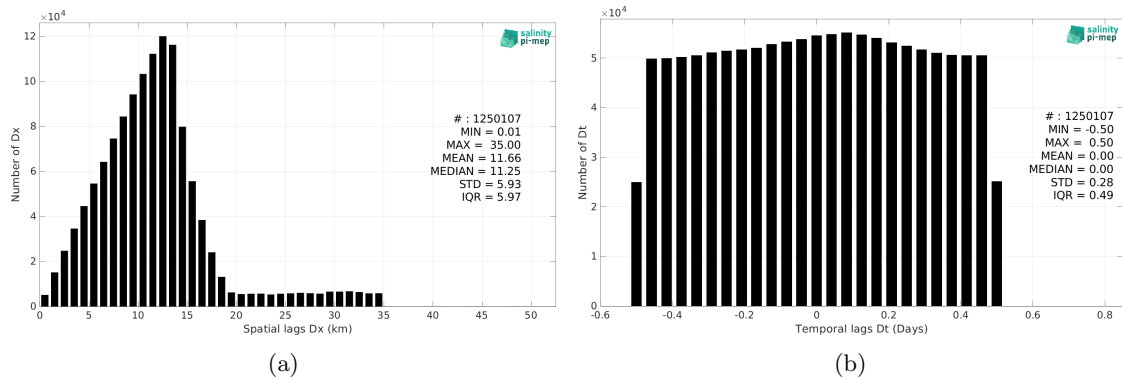 ×10⁴
12
10
8
6
4
2
0
Number of Dx
0 5 10 15 20 25 30 35 40 45 50
Spatial lags Dx (km)
salinity
pi-mep
# : 1250107
MIN = 0.01
MAX = 35.00
MEAN = 11.66
MEDIAN = 11.25
STD = 5.93
IQR = 5.97
(a)
×10⁴
5
4
3
2
1
0
Number of Dt
-0.6 -0.4 -0.2 0 0.2 0.4 0.6 0.8
Temporal lags Dt (Days)
salinity
pi-mep
# : 1250107
MIN = -0.50
MAX = 0.50
MEAN = 0.00
MEDIAN = 0.00
STD = 0.28
IQR = 0.49
(b)